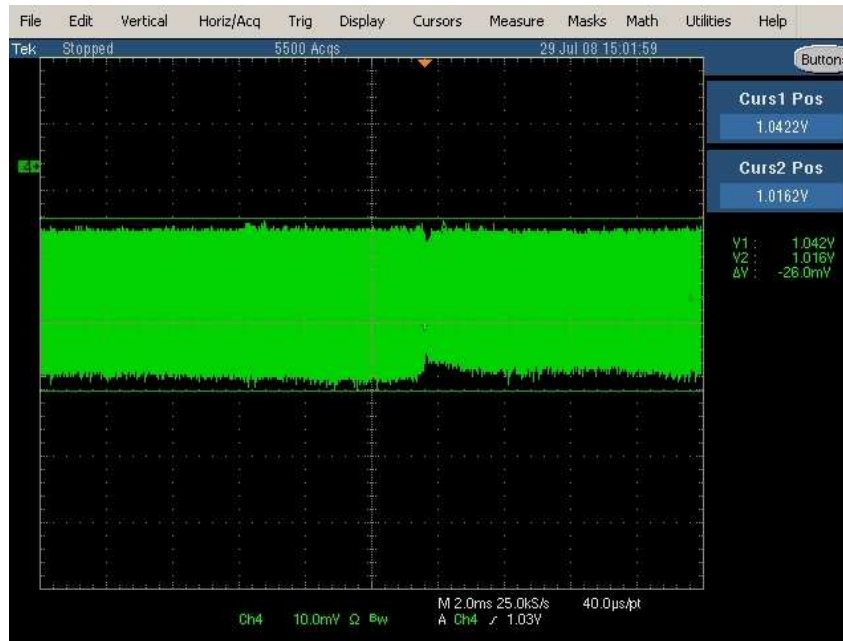 File Edit Vertical Horiz/Acq Trig Display Cursors Measure Masks Math Utilities Help
Tek Stopped 5500 Acqs 29 Jul 08 15:01:59
Curs1 Pos
1.0422V
Curs2 Pos
1.0162V
V1: 1.042V
V2: 1.016V
ΔV: -26.0mV
M 2.0ms 25.0kS/s 40.0µs/pt
Ch4 10.0mV Ω Bw A Ch4 ∕ 1.03V